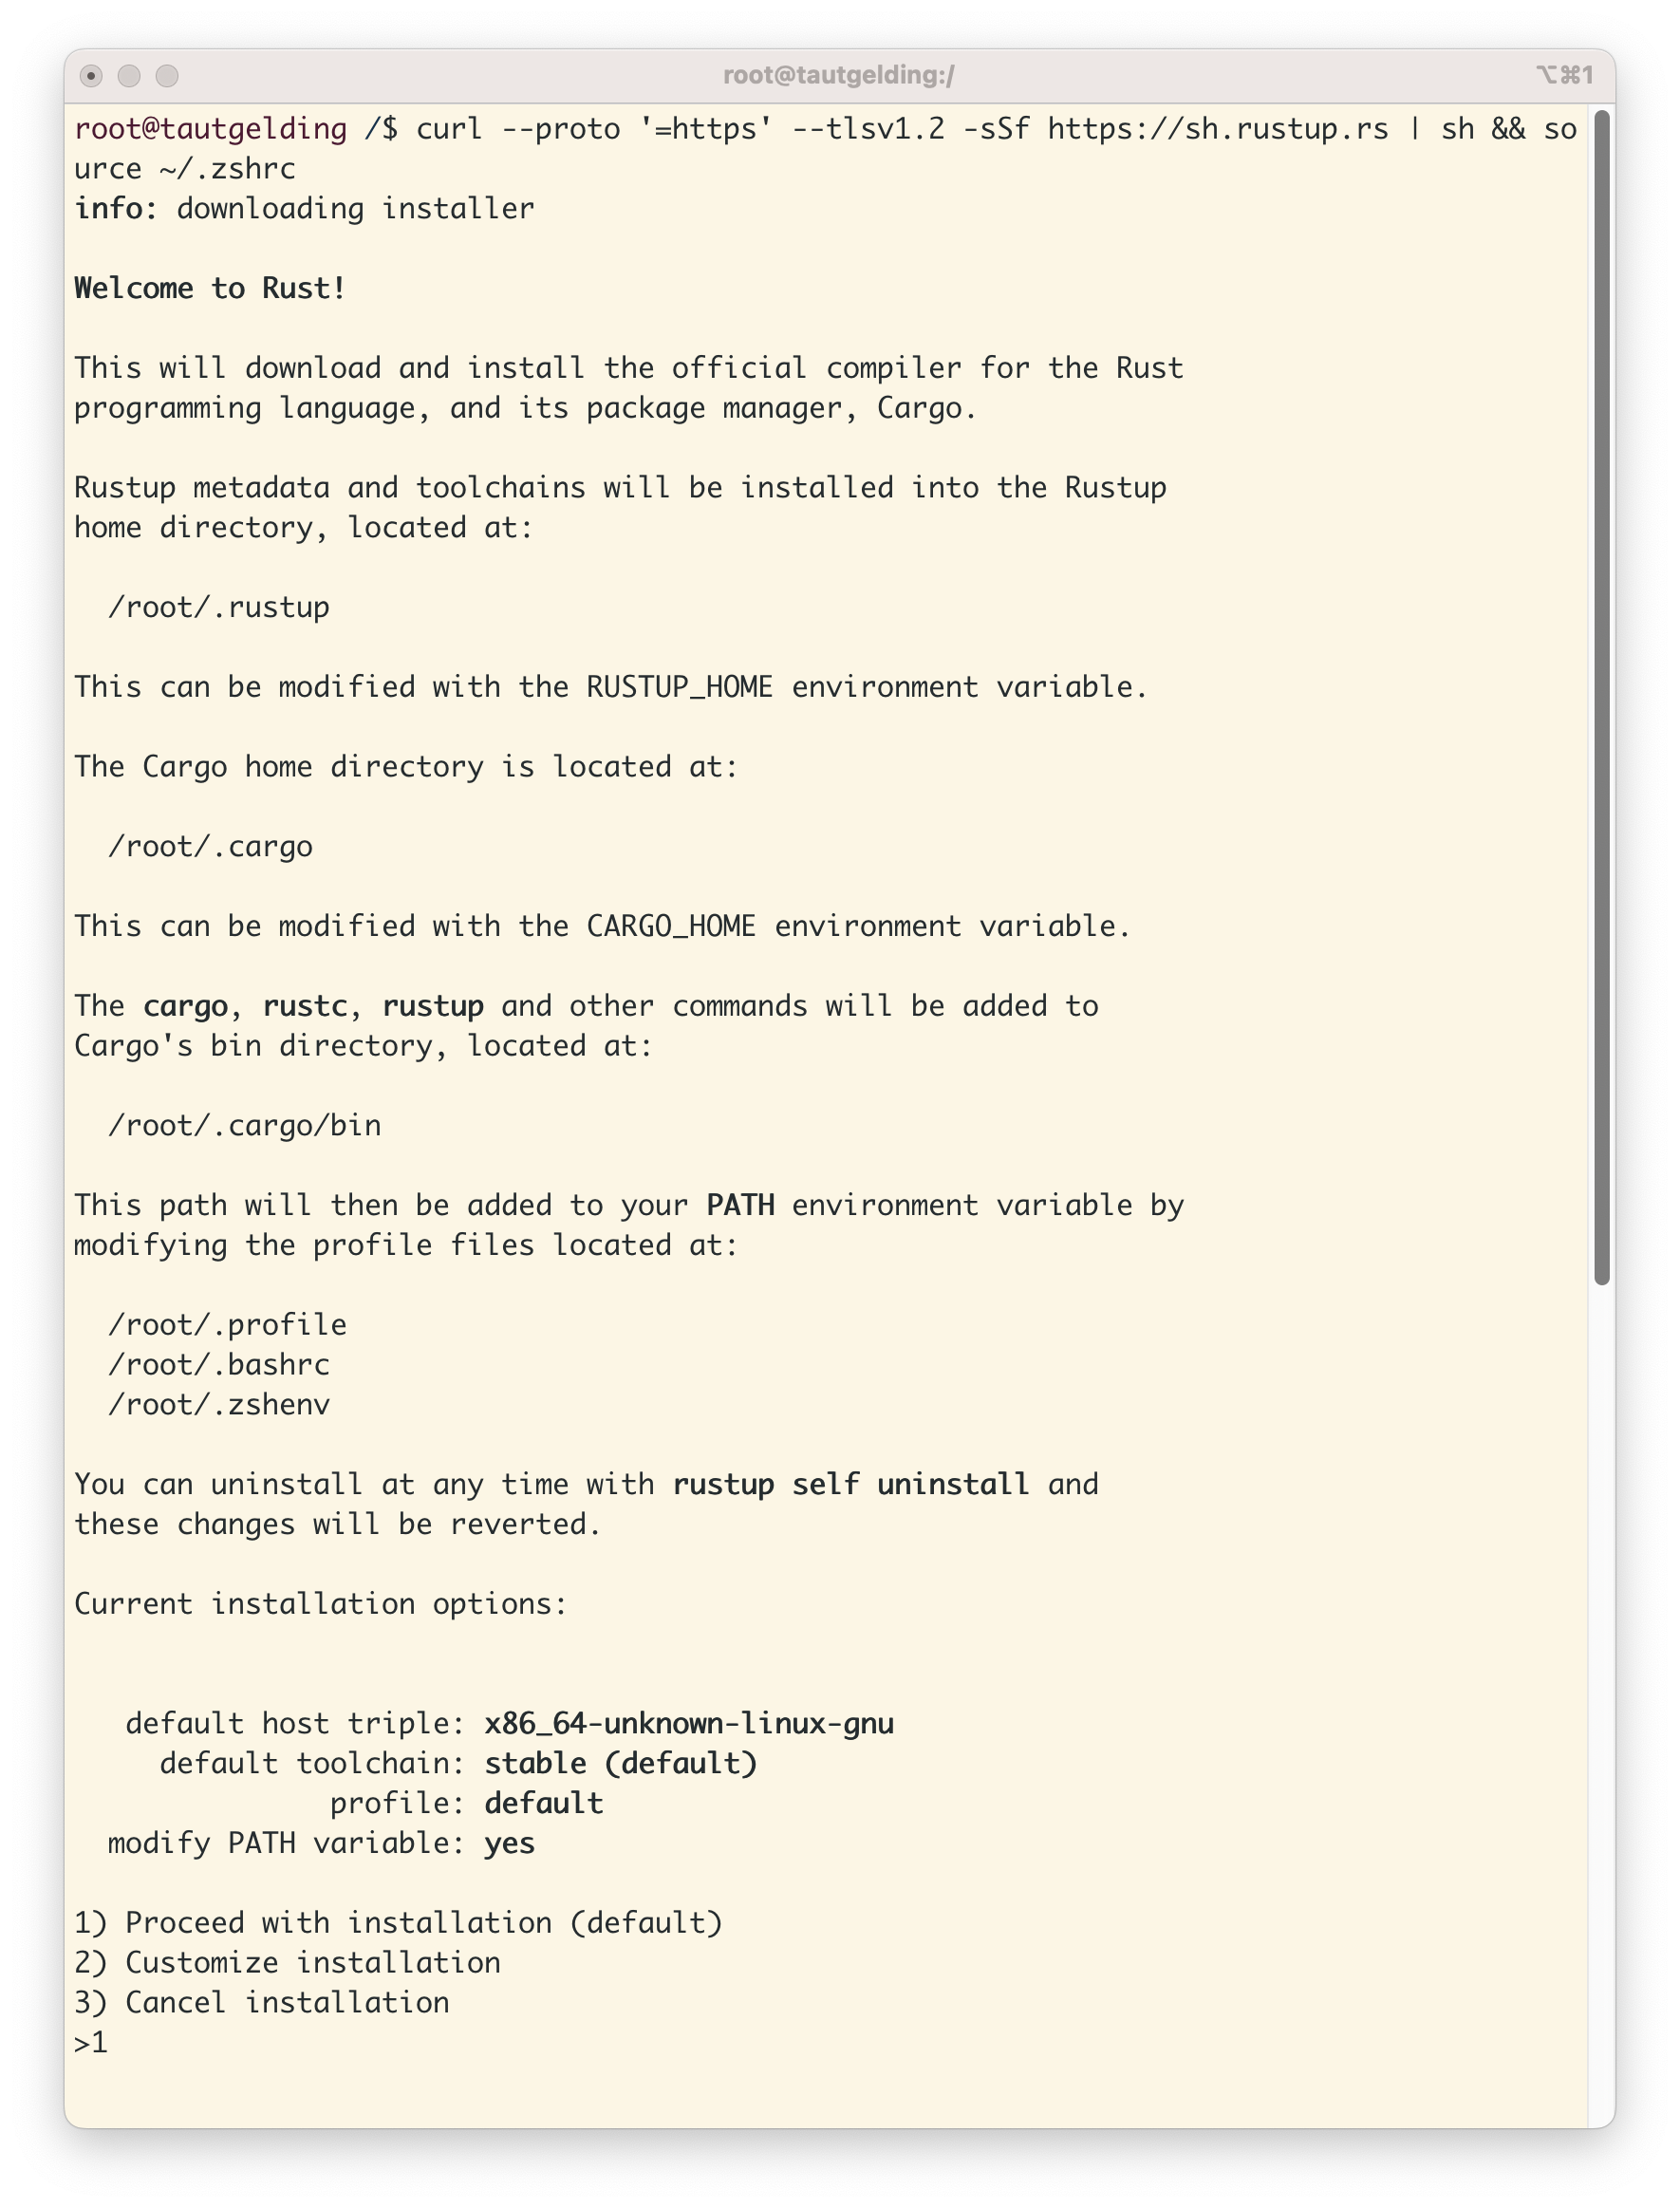 root@tautgelding:/
⌥⌘1
root@tautgelding /$ curl --proto '=https' --tlsv1.2 -sSf https://sh.rustup.rs | sh && so
urce ~/.zshrc
info: downloading installer

Welcome to Rust!

This will download and install the official compiler for the Rust
programming language, and its package manager, Cargo.

Rustup metadata and toolchains will be installed into the Rustup
home directory, located at:

  /root/.rustup

This can be modified with the RUSTUP_HOME environment variable.

The Cargo home directory is located at:

  /root/.cargo

This can be modified with the CARGO_HOME environment variable.

The cargo, rustc, rustup and other commands will be added to
Cargo's bin directory, located at:

  /root/.cargo/bin

This path will then be added to your PATH environment variable by
modifying the profile files located at:

  /root/.profile
  /root/.bashrc
  /root/.zshenv

You can uninstall at any time with rustup self uninstall and
these changes will be reverted.

Current installation options:


   default host triple: x86_64-unknown-linux-gnu
     default toolchain: stable (default)
               profile: default
  modify PATH variable: yes

1) Proceed with installation (default)
2) Customize installation
3) Cancel installation
>1